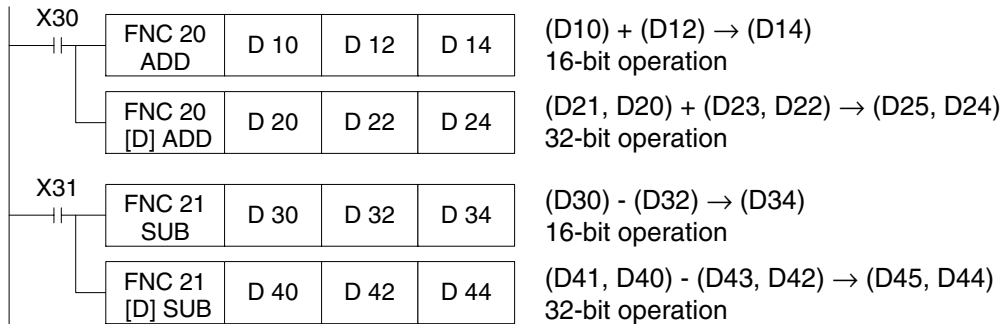 X30
FNC 20 ADD D 10 D 12 D 14
(D10) + (D12) → (D14)
16-bit operation
FNC 20 [D] ADD D 20 D 22 D 24
(D21, D20) + (D23, D22) → (D25, D24)
32-bit operation
X31
FNC 21 SUB D 30 D 32 D 34
(D30) - (D32) → (D34)
16-bit operation
FNC 21 [D] SUB D 40 D 42 D 44
(D41, D40) - (D43, D42) → (D45, D44)
32-bit operation